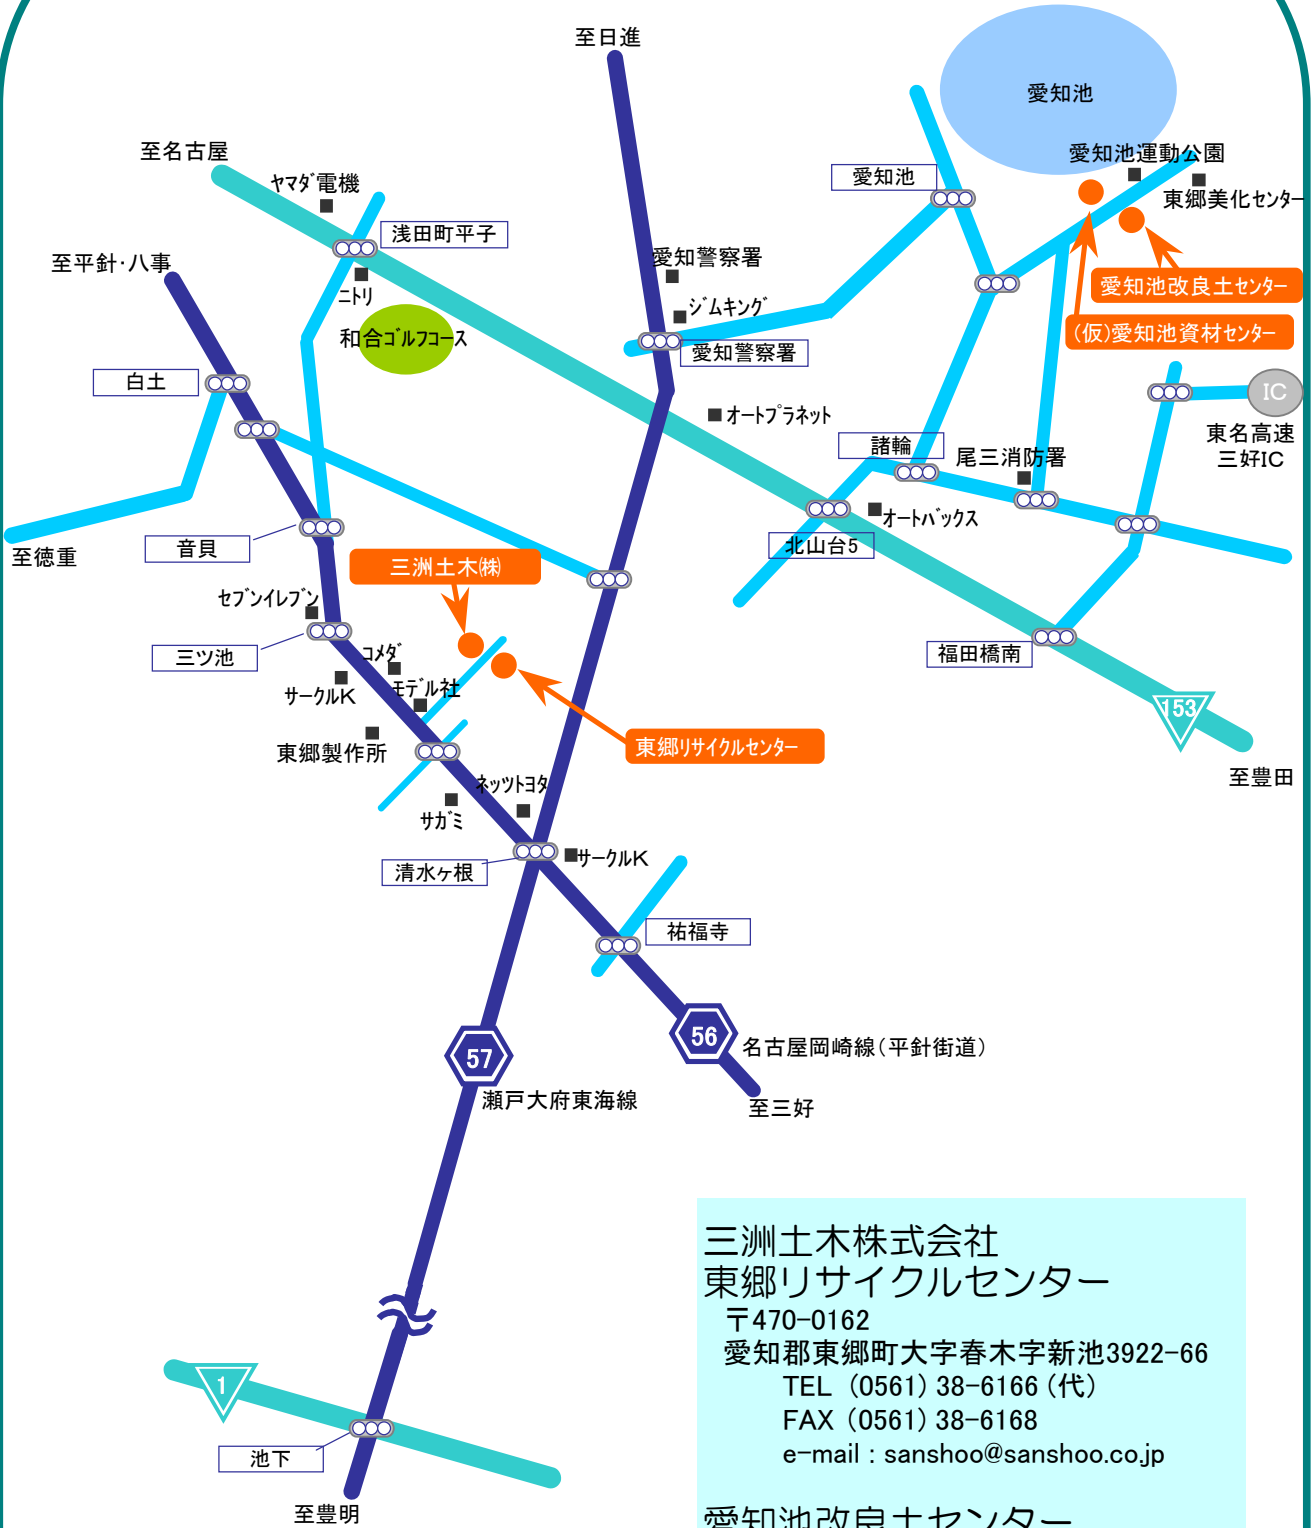 至日進
愛知池
至名古屋
愛知池運動公園
ヤマダ電機
愛知池
東郷美化センター
浅田町平子
至平針・八事
愛知警察署
愛知池改良土センター
ニトリ
ジムキング
和合ゴルフコース
(仮)愛知池資材センター
愛知警察署
白土
IC
オートプラネット
東名高速
三好IC
諸輪
尾三消防署
オートバックス
音貝
北山台5
至徳重
三洲土木㈱
セブンイレブン
三ツ池
コメダ
福田橋南
サークルK
モデル社
153
東郷製作所
東郷リサイクルセンター
至豊田
ネッツトヨタ
サガミ
清水ヶ根
サークルK
祐福寺
56
名古屋岡崎線(平針街道)
57
瀬戸大府東海線
至三好
三洲土木株式会社
東郷リサイクルセンター
〒470-0162
愛知郡東郷町大字春木字新池3922-66
TEL (0561) 38-6166 (代)
FAX (0561) 38-6168
e-mail : sanshoo@sanshoo.co.jp
1
池下
至豊明
愛知池改良土センター